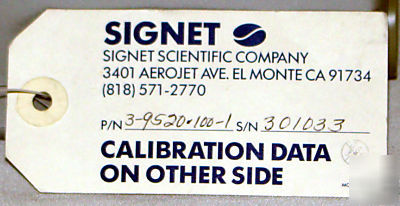 SIGNET
SIGNET SCIENTIFIC COMPANY
3401 AEROJET AVE. EL MONTE CA 91734
(818) 571-2770
P/N 3-9520·100-1 S/N 301033
CALIBRATION DATA
ON OTHER SIDE